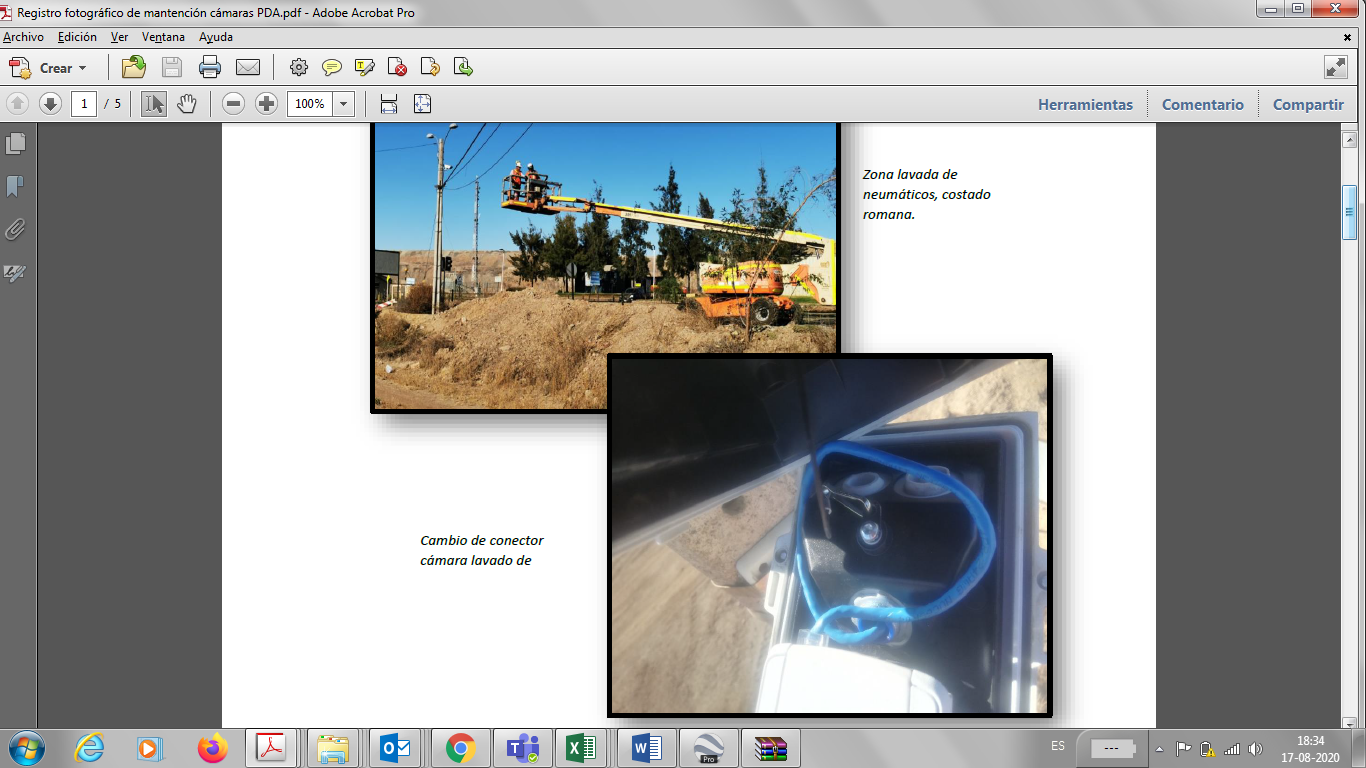 Registro fotográfico de mantención cámaras PDA.pdf - Adobe Acrobat Pro
Archivo Edición Ver Ventana Ayuda
Crear
1 / 5 100% Herramientas Comentario Compartir
Zona lavada de
neumáticos, costado
romana.
Cambio de conector
cámara lavado de
ES --- 18:34
Pro 17-08-2020